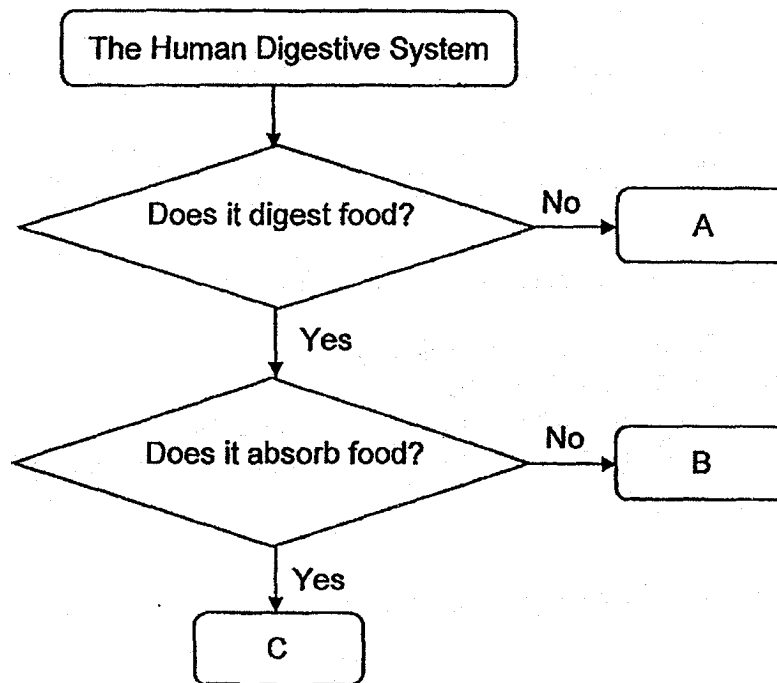 The Human Digestive System
Does it digest food?
No
A
Yes
Does it absorb food?
No
B
Yes
C